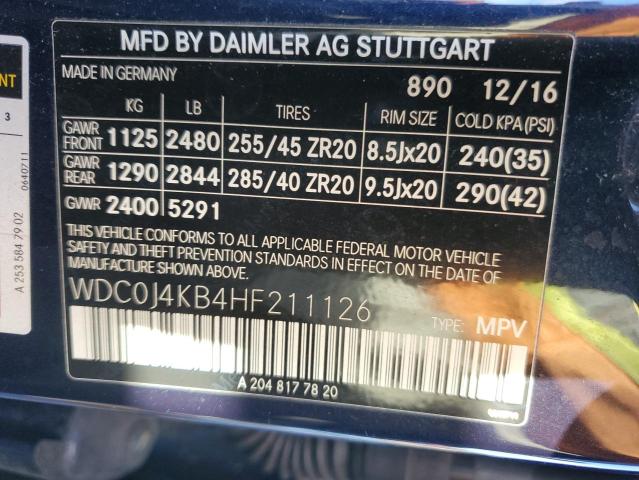 MFD BY DAIMLER AG STUTTGART
MADE IN GERMANY 890 12/16
KG LB TIRES RIM SIZE COLD KPA(PSI)
GAWR FRONT 1125 2480 255/45 ZR20 8.5Jx20 240(35)
GAWR REAR 1290 2844 285/40 ZR20 9.5Jx20 290(42)
GWR 2400 5291
THIS VEHICLE CONFORMS TO ALL APPLICABLE FEDERAL MOTOR VEHICLE
SAFETY AND THEFT PREVENTION STANDARDS IN EFFECT ON THE DATE
OF MANUFACTURE SHOWN ABOVE.
WDC0J4KB4HF211126 TYPE: MPV
A 204 817 78 20
NT
3
0640711
A 253 584 79 02